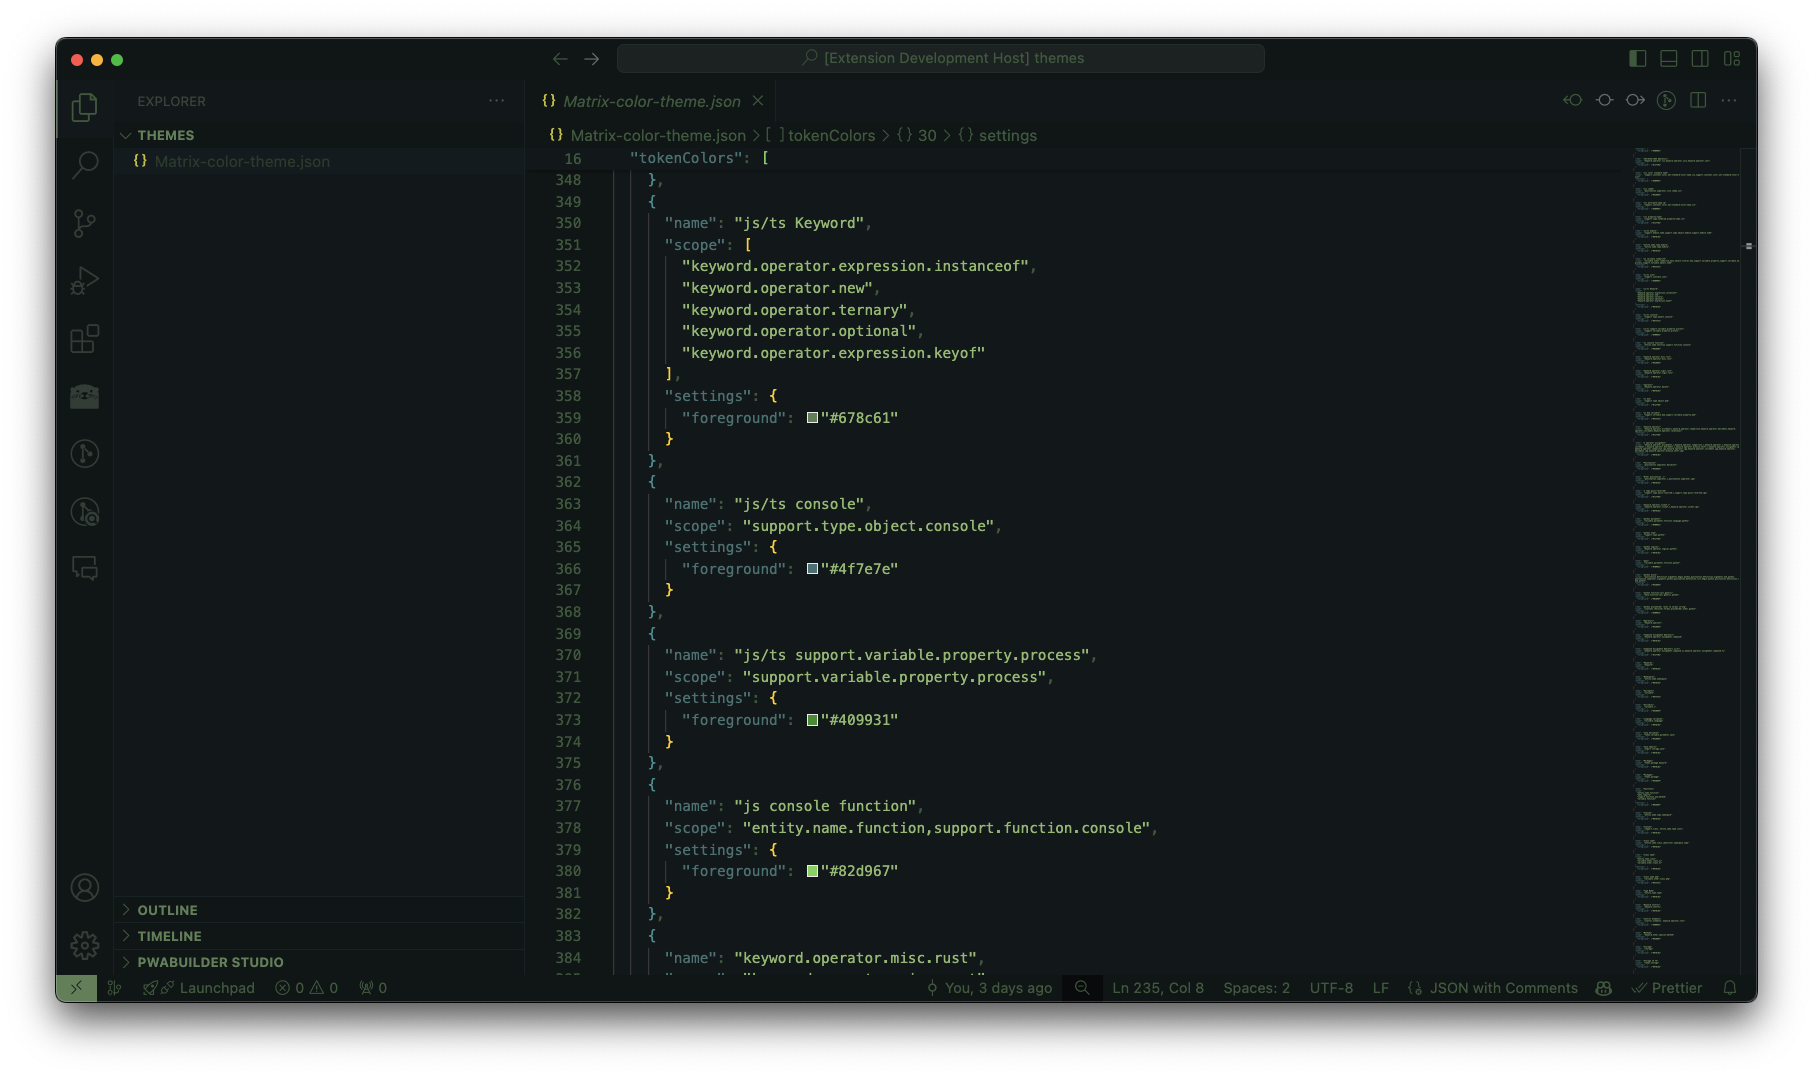 [Extension Development Host] themes
EXPLORER
THEMES
Matrix-color-theme.json
OUTLINE
TIMELINE
PWABUILDER STUDIO
Matrix-color-theme.json
Matrix-color-theme.json > [ ] tokenColors > {} 30 > {} settings
16 "tokenColors": [
348 },
349 {
350 "name": "js/ts Keyword",
351 "scope": [
352 "keyword.operator.expression.instanceof",
353 "keyword.operator.new",
354 "keyword.operator.ternary",
355 "keyword.operator.optional",
356 "keyword.operator.expression.keyof"
357 ],
358 "settings": {
359 "foreground": "#678c61"
360 }
361 },
362 {
363 "name": "js/ts console",
364 "scope": "support.type.object.console",
365 "settings": {
366 "foreground": "#4f7e7e"
367 }
368 },
369 {
370 "name": "js/ts support.variable.property.process",
371 "scope": "support.variable.property.process",
372 "settings": {
373 "foreground": "#409931"
374 }
375 },
376 {
377 "name": "js console function",
378 "scope": "entity.name.function,support.function.console",
379 "settings": {
380 "foreground": "#82d967"
381 }
382 },
383 {
384 "name": "keyword.operator.misc.rust",
Launchpad 0 0 0 You, 3 days ago Ln 235, Col 8 Spaces: 2 UTF-8 LF JSON with Comments Prettier